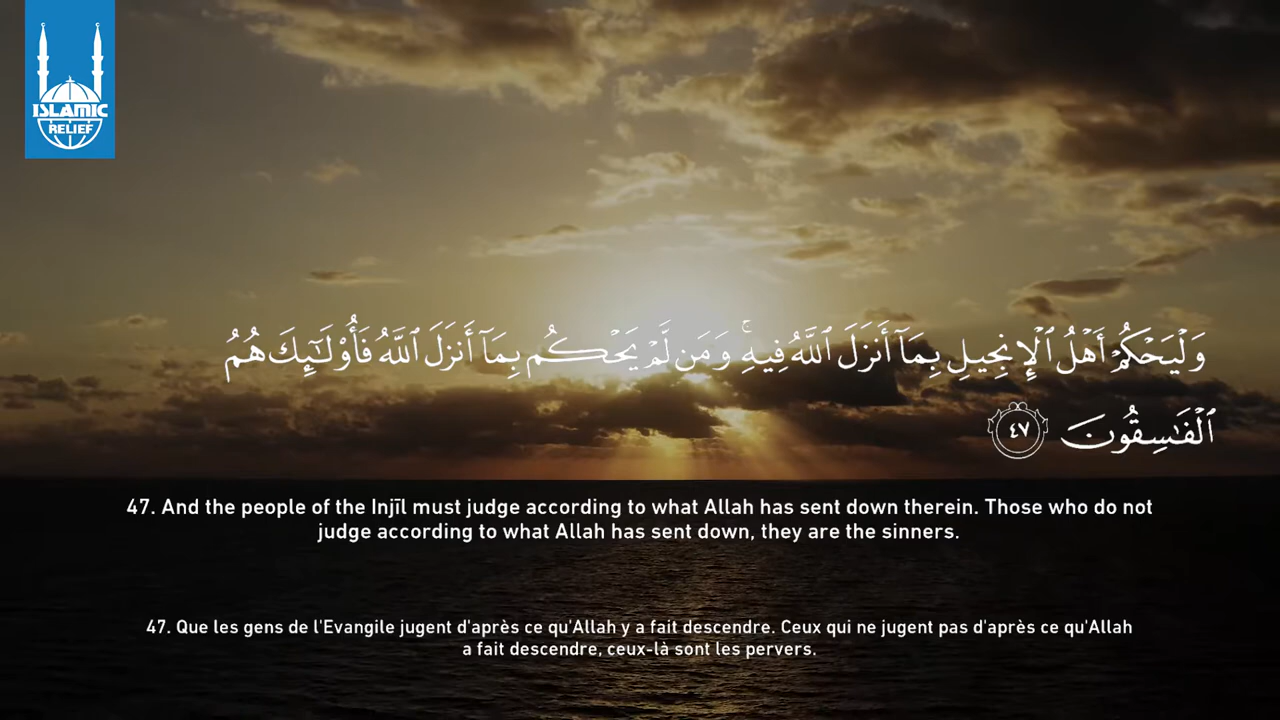 ISLAMIC
RELIEF
وَلْيَحْكُمْ أَهْلُ ٱلْإِنجِيلِ بِمَآ أَنزَلَ ٱللَّهُ فِيهِ ۚ وَمَن لَّمْ يَحْكُم بِمَآ أَنزَلَ ٱللَّهُ فَأُو۟لَـٰٓئِكَ هُمُ
ٱلْفَـٰسِقُونَ ٤٧
47. And the people of the Injīl must judge according to what Allah has sent down therein. Those who do not
judge according to what Allah has sent down, they are the sinners.
47. Que les gens de l'Evangile jugent d'après ce qu'Allah y a fait descendre. Ceux qui ne jugent pas d'après ce qu'Allah
a fait descendre, ceux-là sont les pervers.